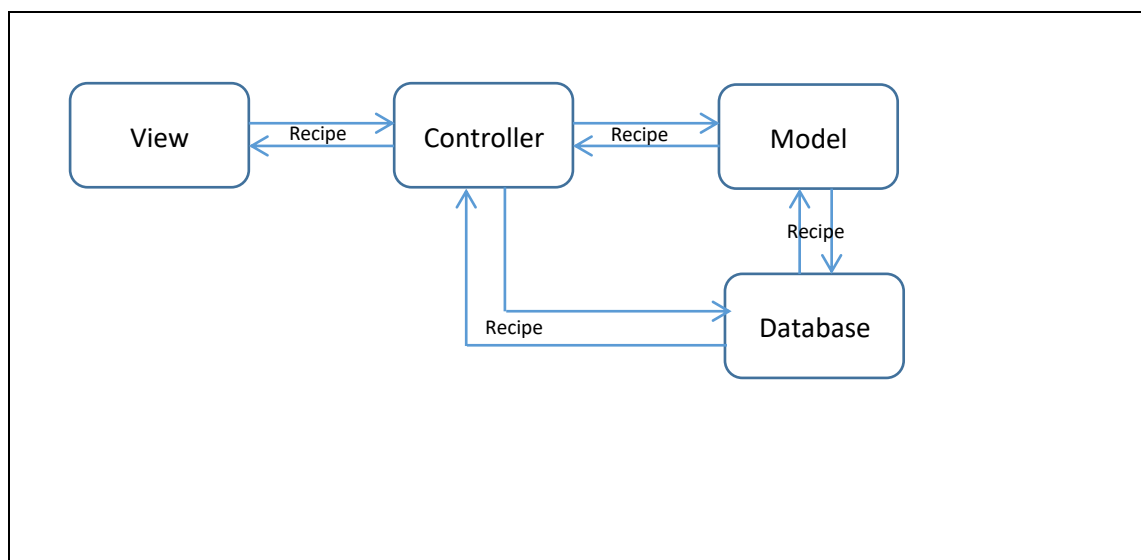 View
Recipe
Controller
Recipe
Model
Recipe
Recipe
Database